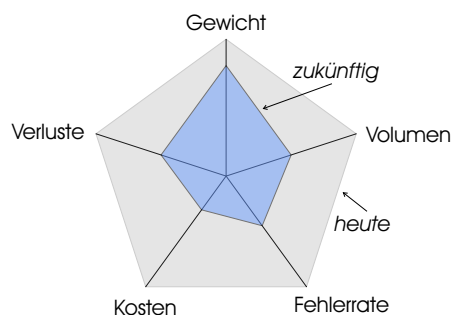 Gewicht
zukünftig
Verluste
Volumen
heute
Kosten
Fehlerrate